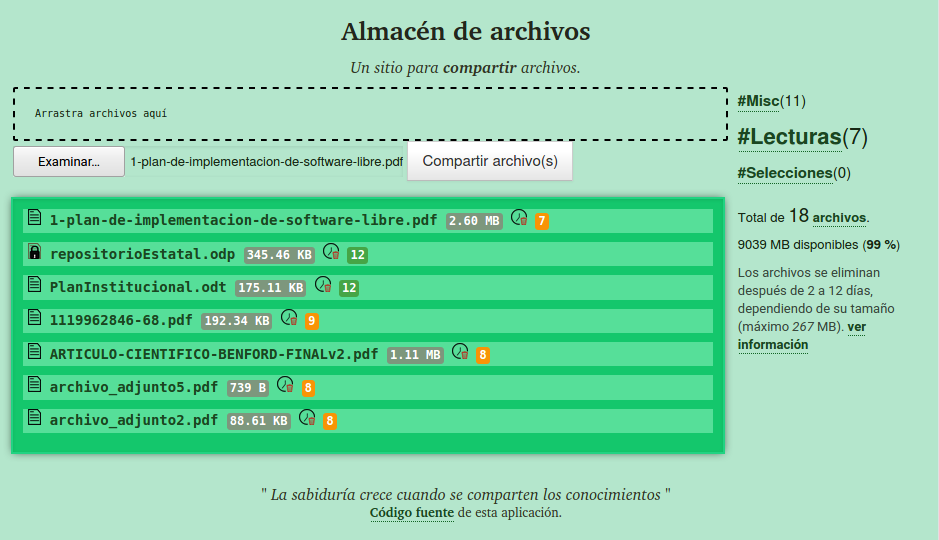 Almacén de archivos
Un sitio para compartir archivos.
Arrastra archivos aquí
Examinar... 1-plan-de-implementacion-de-software-libre.pdf Compartir archivo(s)
1-plan-de-implementacion-de-software-libre.pdf 2.60 MB 7
repositorioEstatal.odp 345.46 KB 12
PlanInstitucional.odt 175.11 KB 12
1119962846-68.pdf 192.34 KB 9
ARTICULO-CIENTIFICO-BENFORD-FINALv2.pdf 1.11 MB 8
archivo_adjunto5.pdf 739 B 8
archivo_adjunto2.pdf 88.61 KB 8
#Misc(11)
#Lecturas(7)
#Selecciones(0)
Total de 18 archivos.
9039 MB disponibles (99 %)
Los archivos se eliminan
después de 2 a 12 días,
dependiendo de su tamaño
(máximo 267 MB). ver
información
" La sabiduría crece cuando se comparten los conocimientos "
Código fuente de esta aplicación.